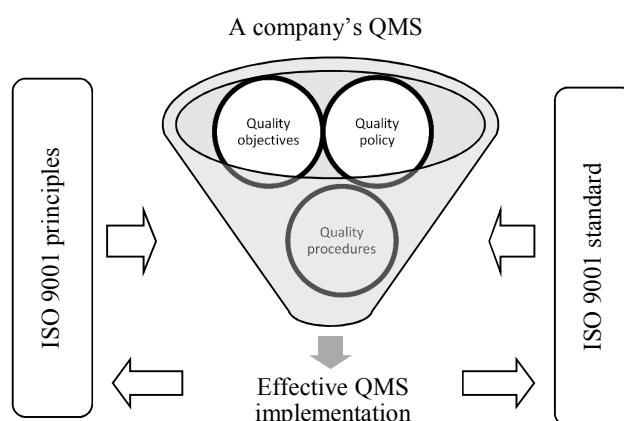 A company's QMS
ISO 9001 principles
Quality
objectives
Quality
policy
Quality
procedures
ISO 9001 standard
Effective QMS
implementation